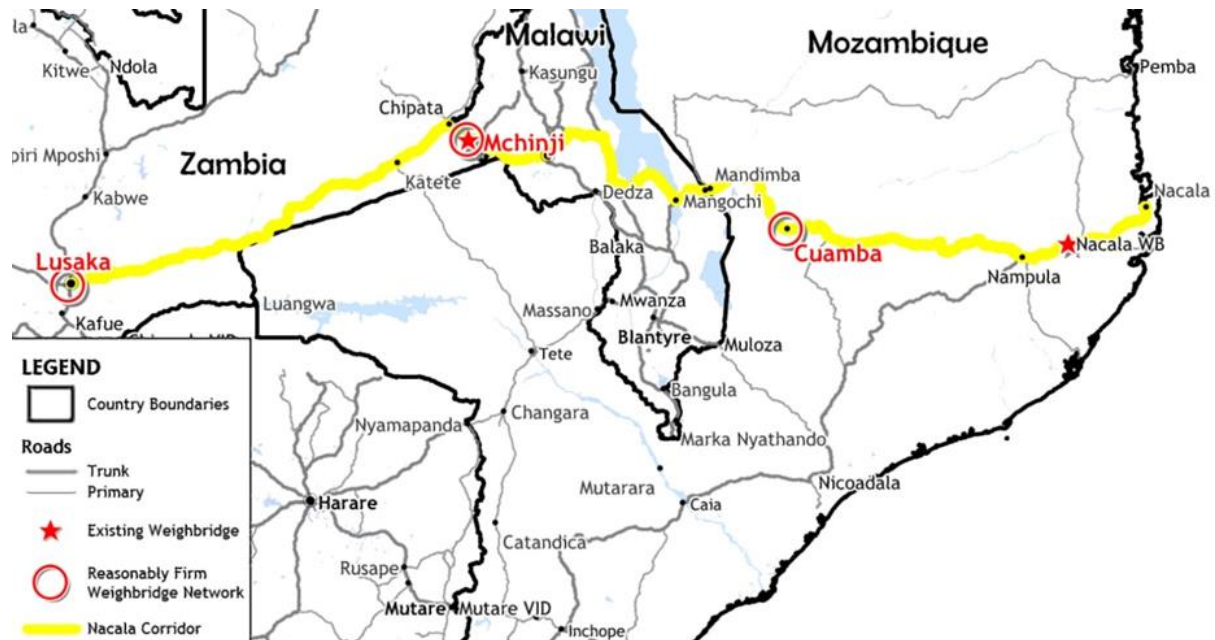 Malawi
Mozambique
la
Kitwe
Ndola
Kasungu
Pemba
Chipata
Mchinji
piri Mposhi
Zambia
Katete
Kabwe
Dedza
Mandimba
Mangochi
Nacala
Lusaka
Balaka
Cuamba
Nacala WB
Nampula
Luangwa
Massano
Mwanza
Kafue
Blantyre
Muloza
Tete
Bangula
Changara
Nyamapanda
Marka Nyathando
Mutarara
Nicoadala
Caia
Harare
Catandica
Rusape
Mutare
Mutare VID
Inchope
LEGEND
Country Boundaries
Roads
Trunk
Primary
Existing Weighbridge
Reasonably Firm
Weighbridge Network
Nacala Corridor